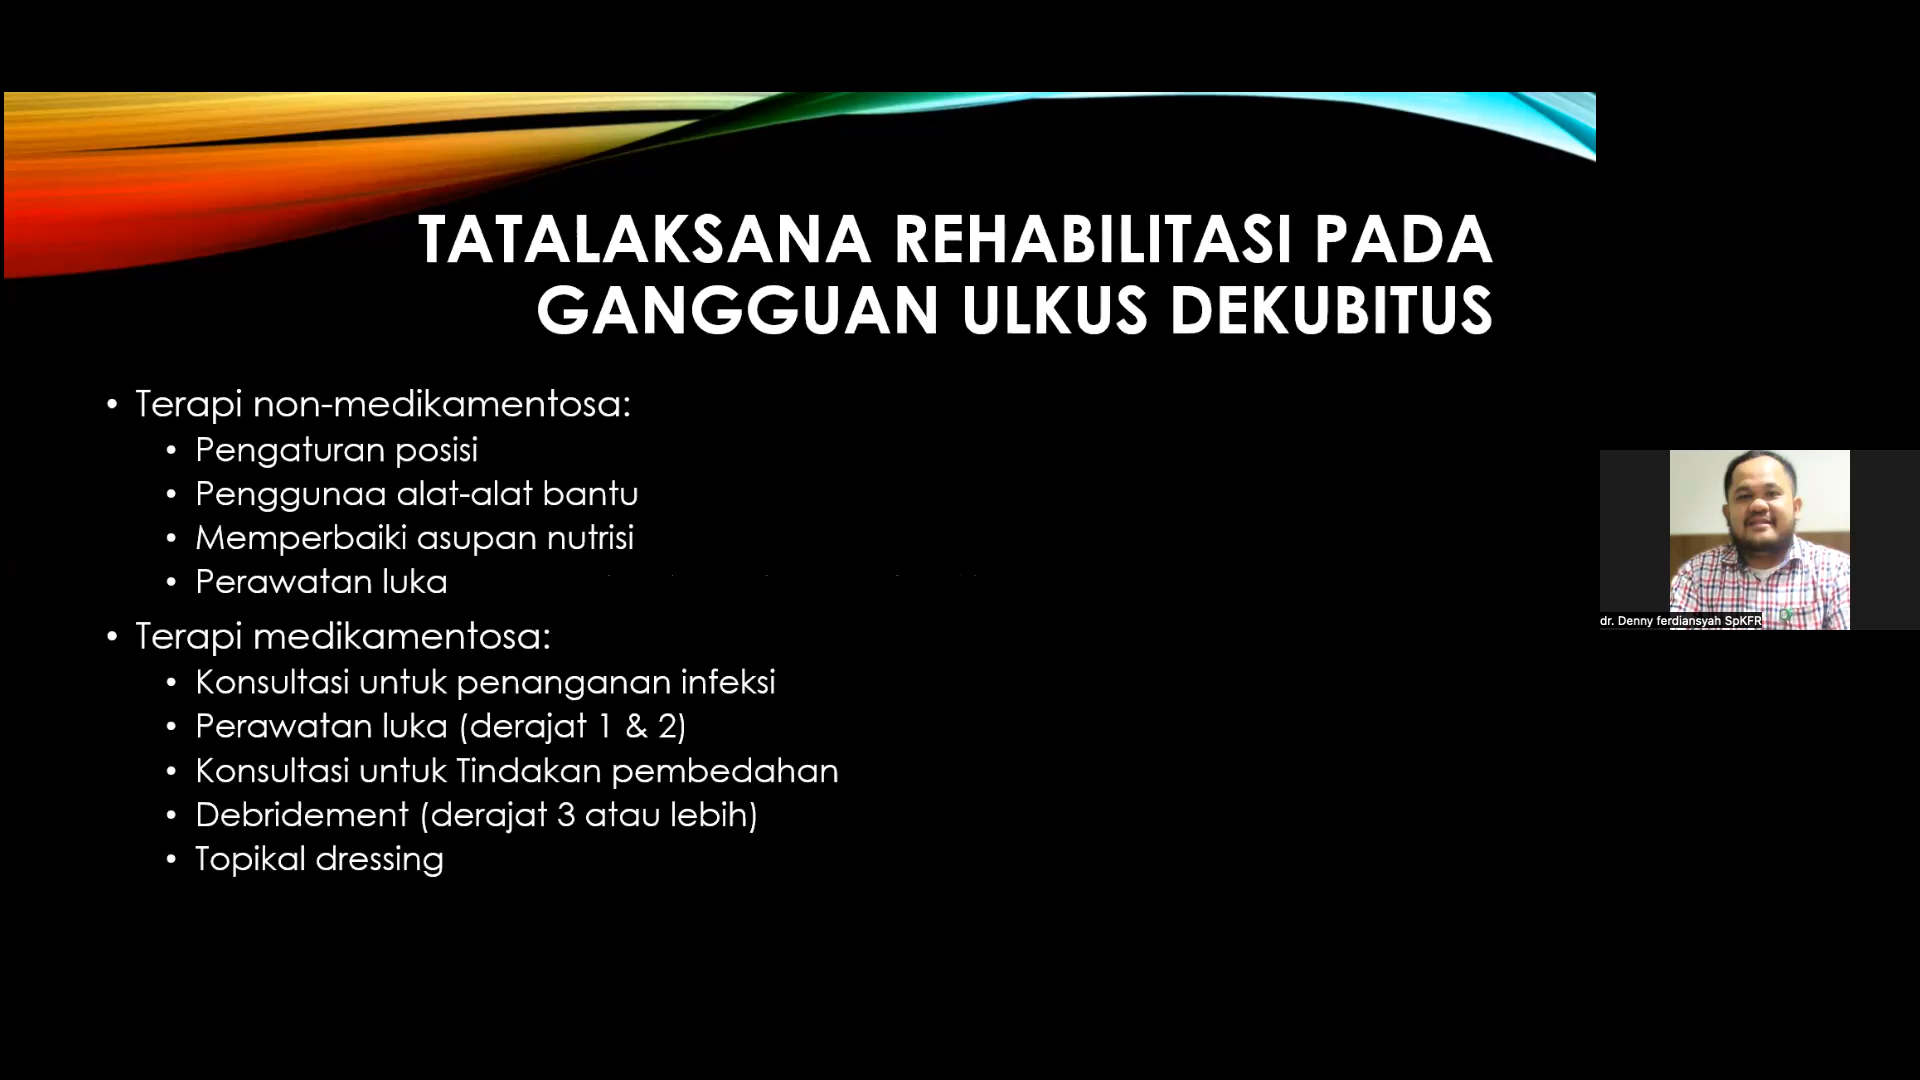 TATALAKSANA REHABILITASI PADA
GANGGUAN ULKUS DEKUBITUS
• Terapi non-medikamentosa:
• Pengaturan posisi
• Penggunaa alat-alat bantu
• Memperbaiki asupan nutrisi
• Perawatan luka
• Terapi medikamentosa:
• Konsultasi untuk penanganan infeksi
• Perawatan luka (derajat 1 & 2)
• Konsultasi untuk Tindakan pembedahan
• Debridement (derajat 3 atau lebih)
• Topikal dressing
dr. Denny ferdiansyah SpKFR